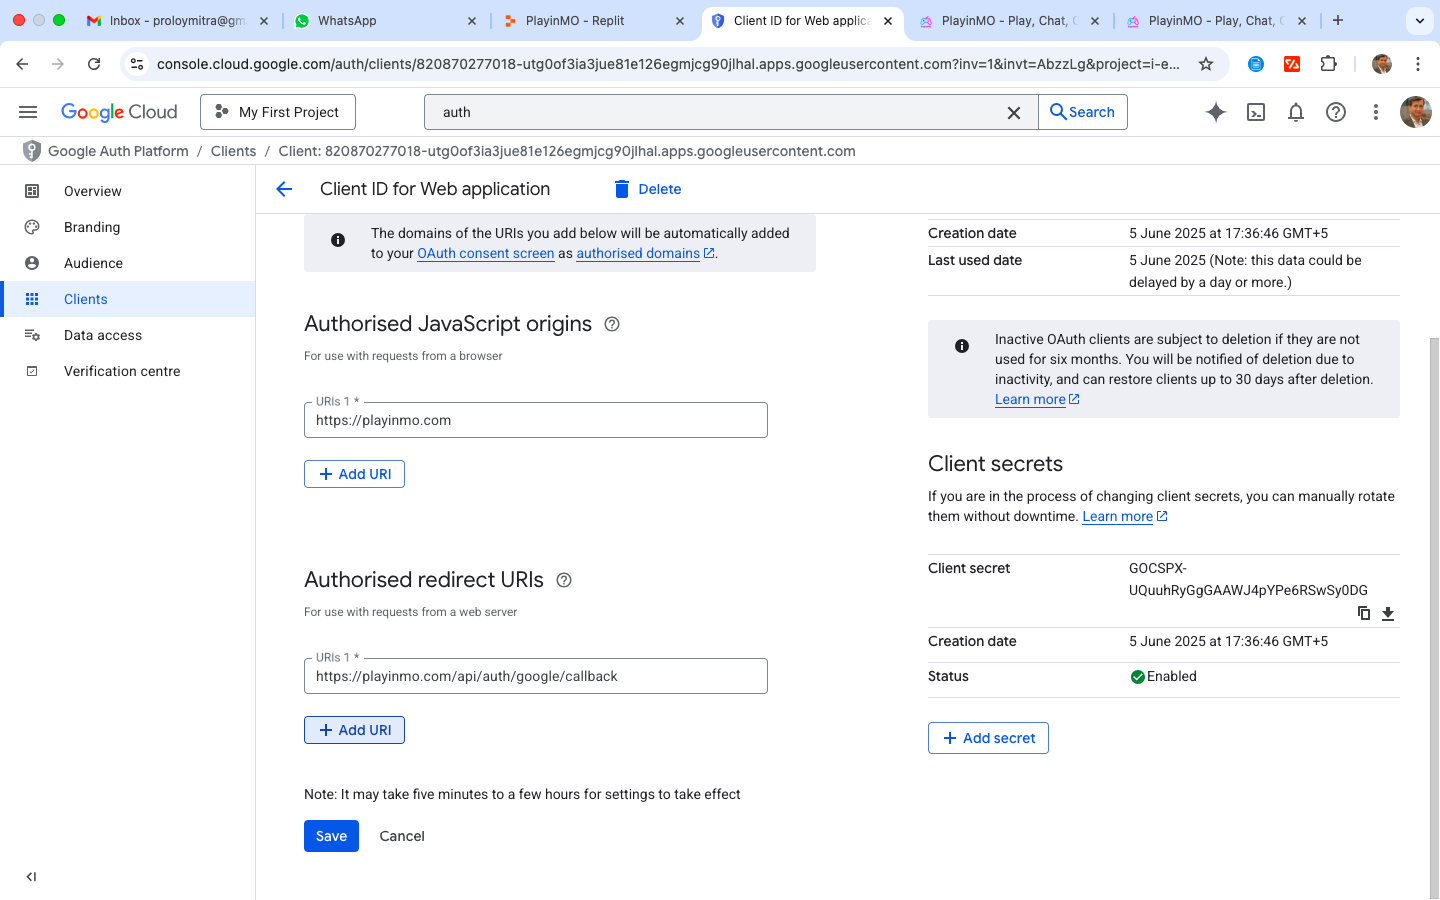 Inbox - proloymitra@gm
WhatsApp
PlayinMO - Replit
Client ID for Web applica
PlayinMO - Play, Chat, C
PlayinMO - Play, Chat, C
console.cloud.google.com/auth/clients/820870277018-utg0of3ia3jue81e126egmjcg90jlhal.apps.googleusercontent.com?inv=1&invt=AbzzLg&project=i-e...
Google Cloud
My First Project
auth
Search
Google Auth Platform / Clients / Client: 820870277018-utg0of3ia3jue81e126egmjcg90jlhal.apps.googleusercontent.com
Overview
Branding
Audience
Clients
Data access
Verification centre
Client ID for Web application
Delete
The domains of the URIs you add below will be automatically added
to your OAuth consent screen as authorised domains.
Authorised JavaScript origins
For use with requests from a browser
URIs 1 *
https://playinmo.com
+ Add URI
Authorised redirect URIs
For use with requests from a web server
URIs 1 *
https://playinmo.com/api/auth/google/callback
+ Add URI
Note: It may take five minutes to a few hours for settings to take effect
Save
Cancel
Creation date
5 June 2025 at 17:36:46 GMT+5
Last used date
5 June 2025 (Note: this data could be
delayed by a day or more.)
Inactive OAuth clients are subject to deletion if they are not
used for six months. You will be notified of deletion due to
inactivity, and can restore clients up to 30 days after deletion.
Learn more
Client secrets
If you are in the process of changing client secrets, you can manually rotate
them without downtime. Learn more
Client secret
GOCSPX-
UQuuhRyGgGAAWJ4pYPe6RSwSy0DG
Creation date
5 June 2025 at 17:36:46 GMT+5
Status
Enabled
+ Add secret